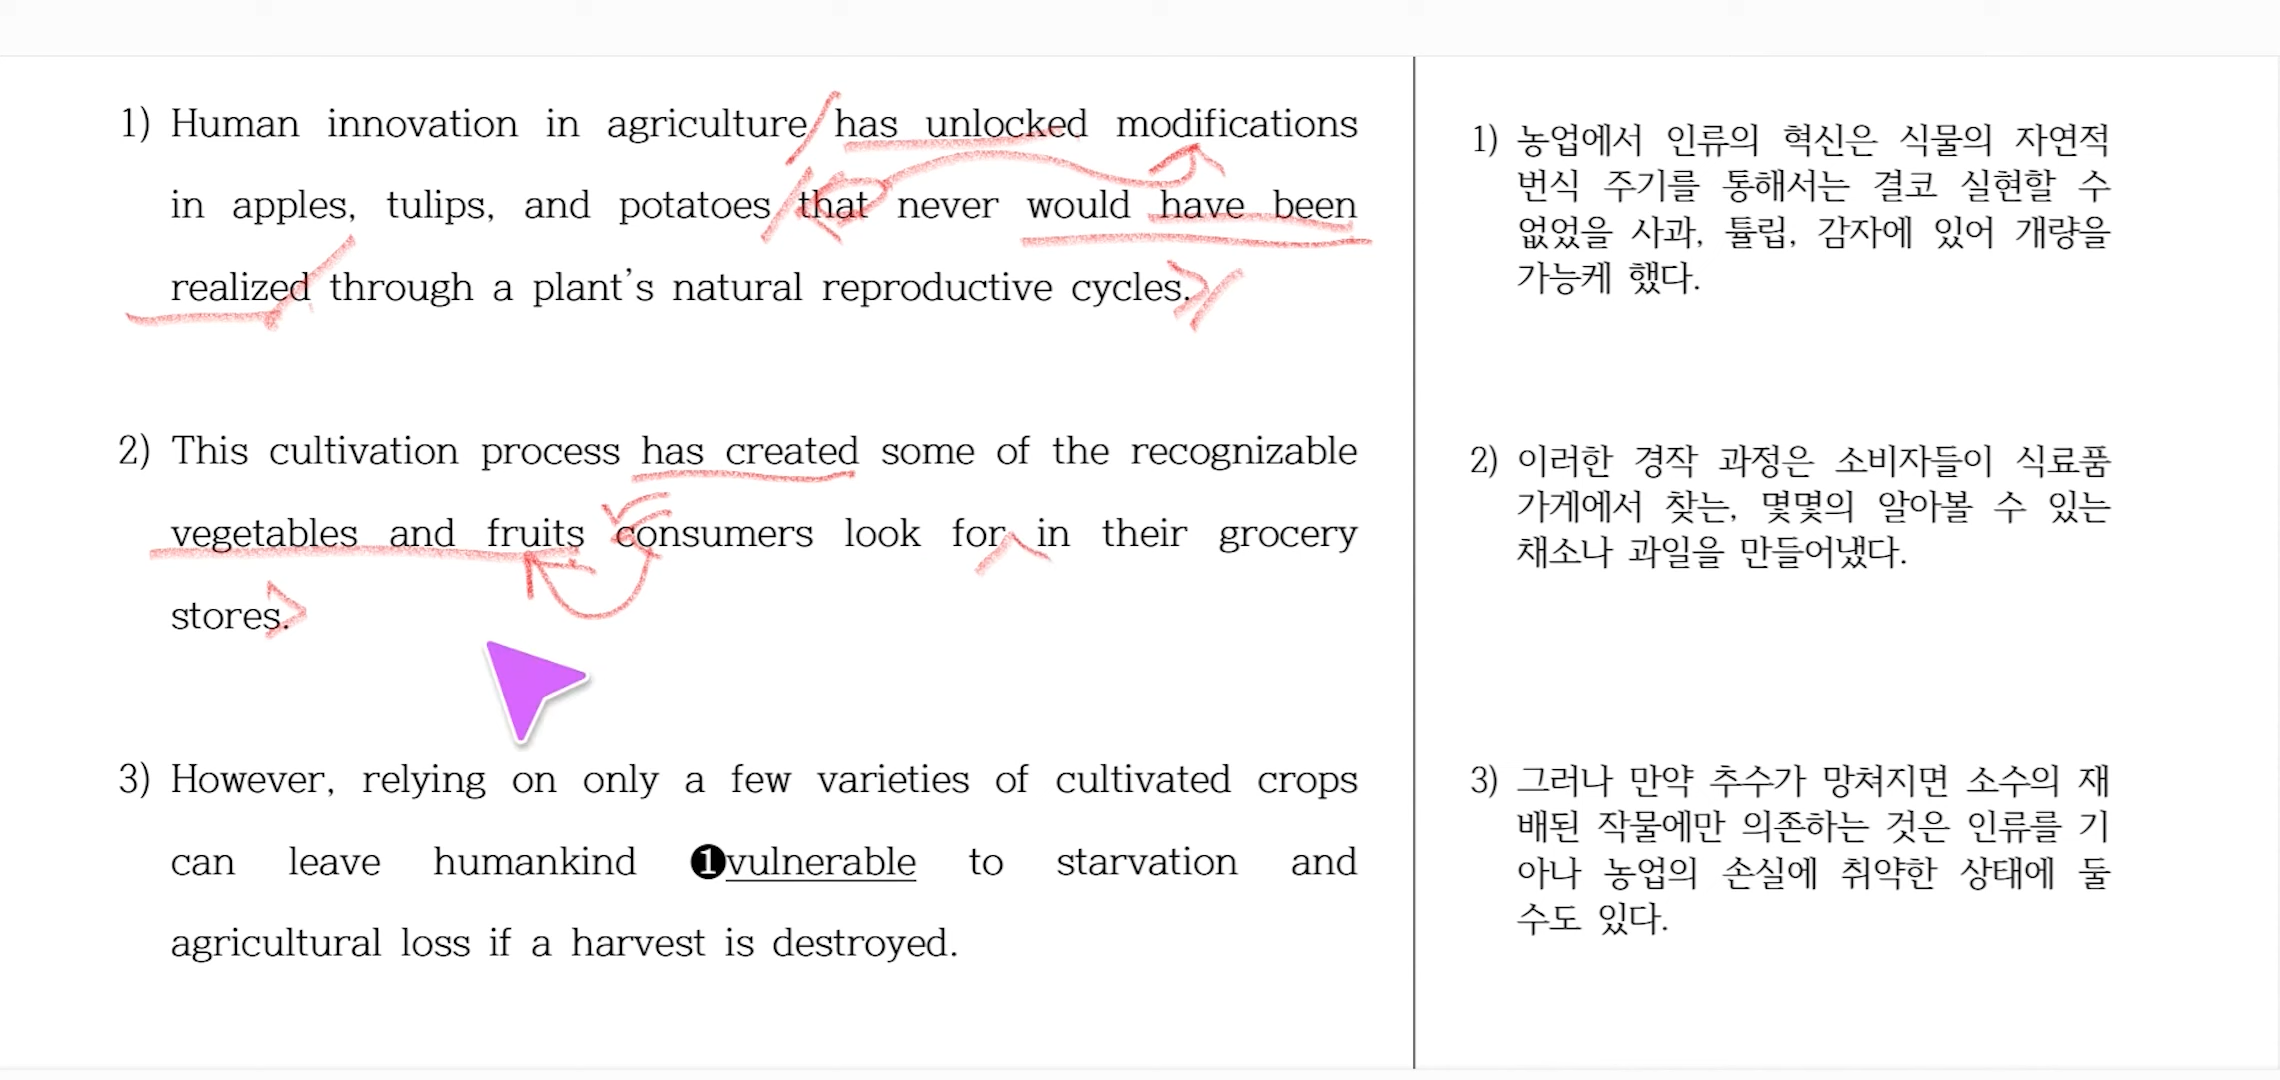 1) Human innovation in agriculture has unlocked modifications
in apples, tulips, and potatoes that never would have been
realized through a plant's natural reproductive cycles.
2) This cultivation process has created some of the recognizable
vegetables and fruits consumers look for in their grocery
stores.
3) However, relying on only a few varieties of cultivated crops
can leave humankind ❶vulnerable to starvation and
agricultural loss if a harvest is destroyed.
1) 농업에서 인류의 혁신은 식물의 자연적
번식 주기를 통해서는 결코 실현할 수
없었을 사과, 튤립, 감자에 있어 개량을
가능케 했다.
2) 이러한 경작 과정은 소비자들이 식료품
가게에서 찾는, 몇몇의 알아볼 수 있는
채소나 과일을 만들어냈다.
3) 그러나 만약 추수가 망쳐지면 소수의 재
배된 작물에만 의존하는 것은 인류를 기
아나 농업의 손실에 취약한 상태에 둘
수도 있다.